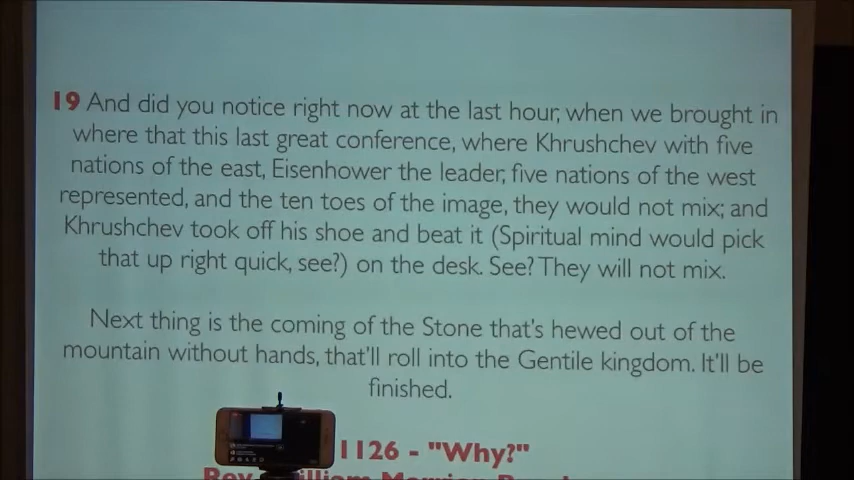 19 And did you notice right now at the last hour, when we brought in
where that this last great conference, where Khrushchev with five
nations of the east, Eisenhower the leader, five nations of the west
represented, and the ten toes of the image, they would not mix; and
Khrushchev took off his shoe and beat it (Spiritual mind would pick
that up right quick, see?) on the desk. See? They will not mix.
Next thing is the coming of the Stone that's hewed out of the
mountain without hands, that'll roll into the Gentile kingdom. It'll be
finished.
1126 - "Why?"